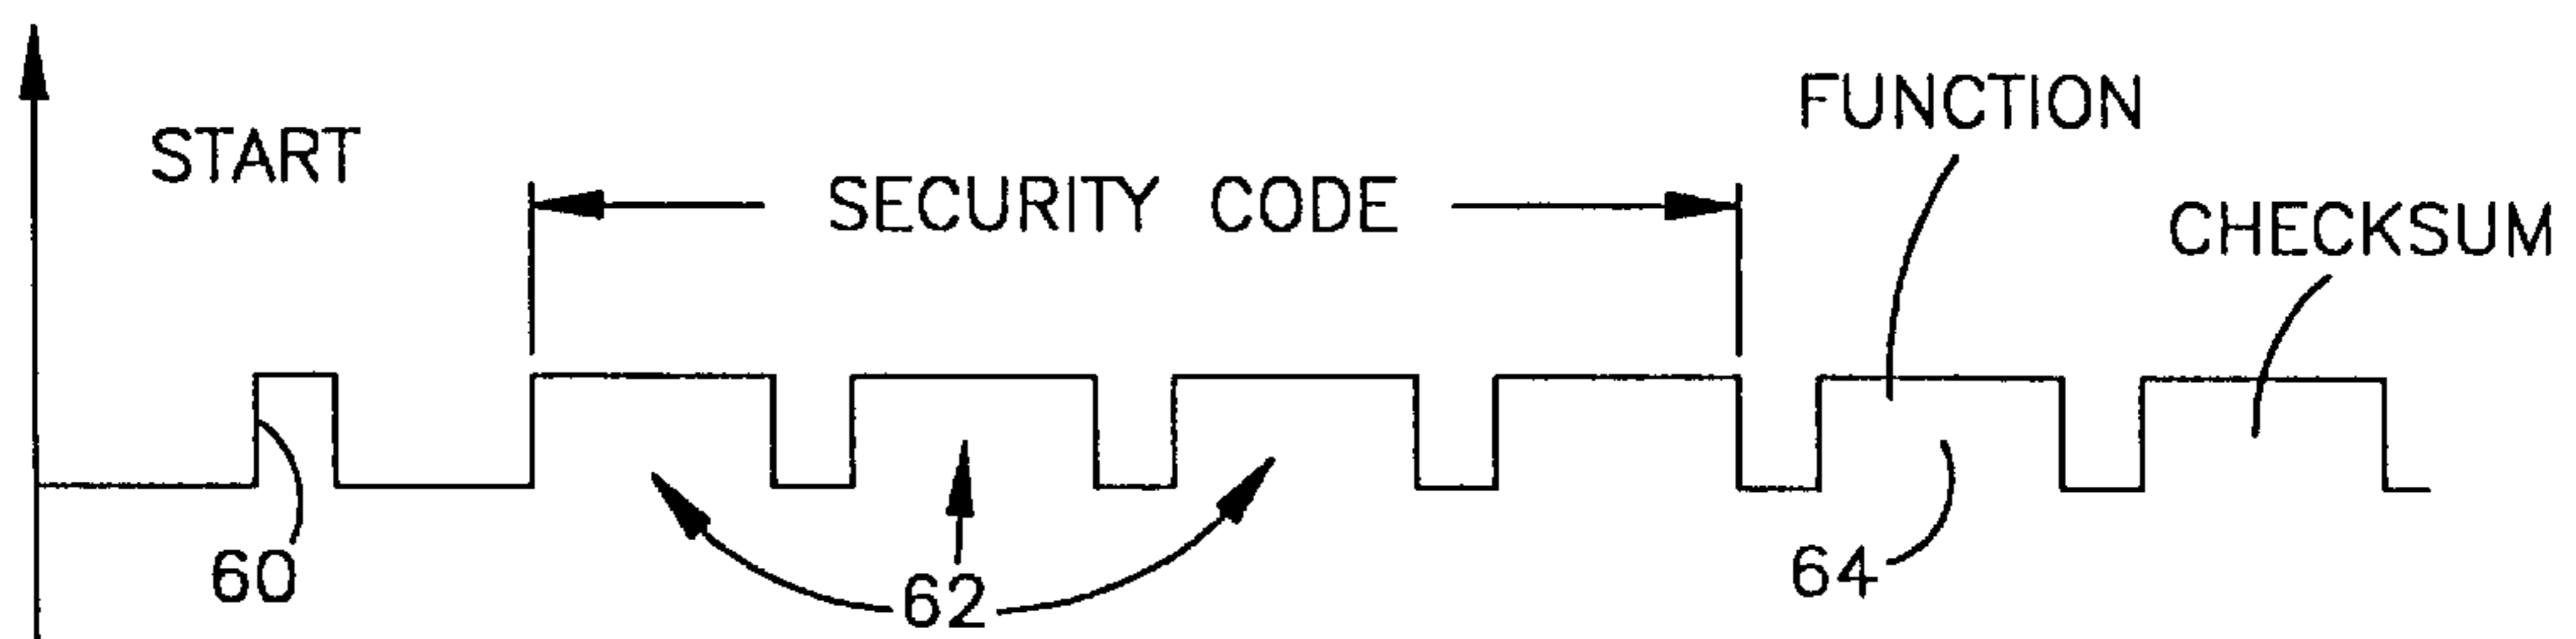 START
SECURITY CODE
FUNCTION
CHECKSUM
60
62
64